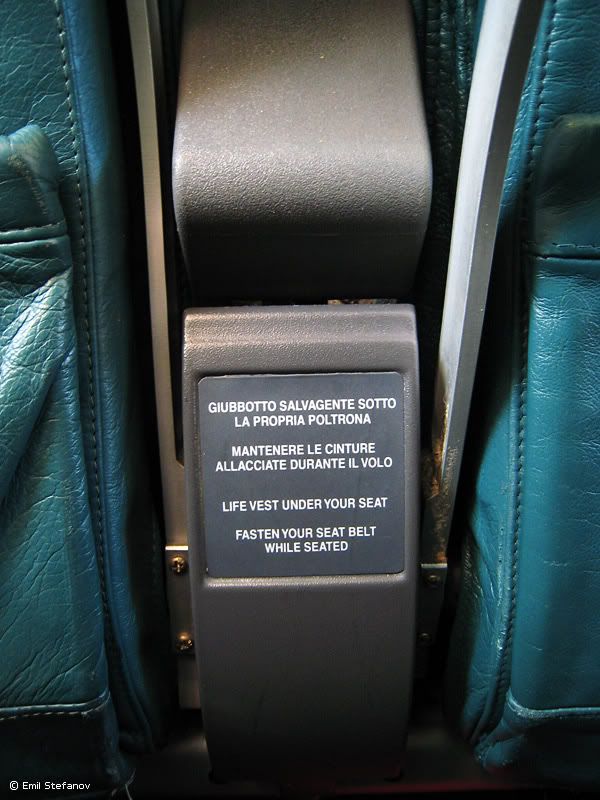 GIUBBOTTO SALVAGENTE SOTTO
LA PROPRIA POLTRONA
MANTENERE LE CINTURE
ALLACCIATE DURANTE IL VOLO
LIFE VEST UNDER YOUR SEAT
FASTEN YOUR SEAT BELT
WHILE SEATED
© Emil Stefanov